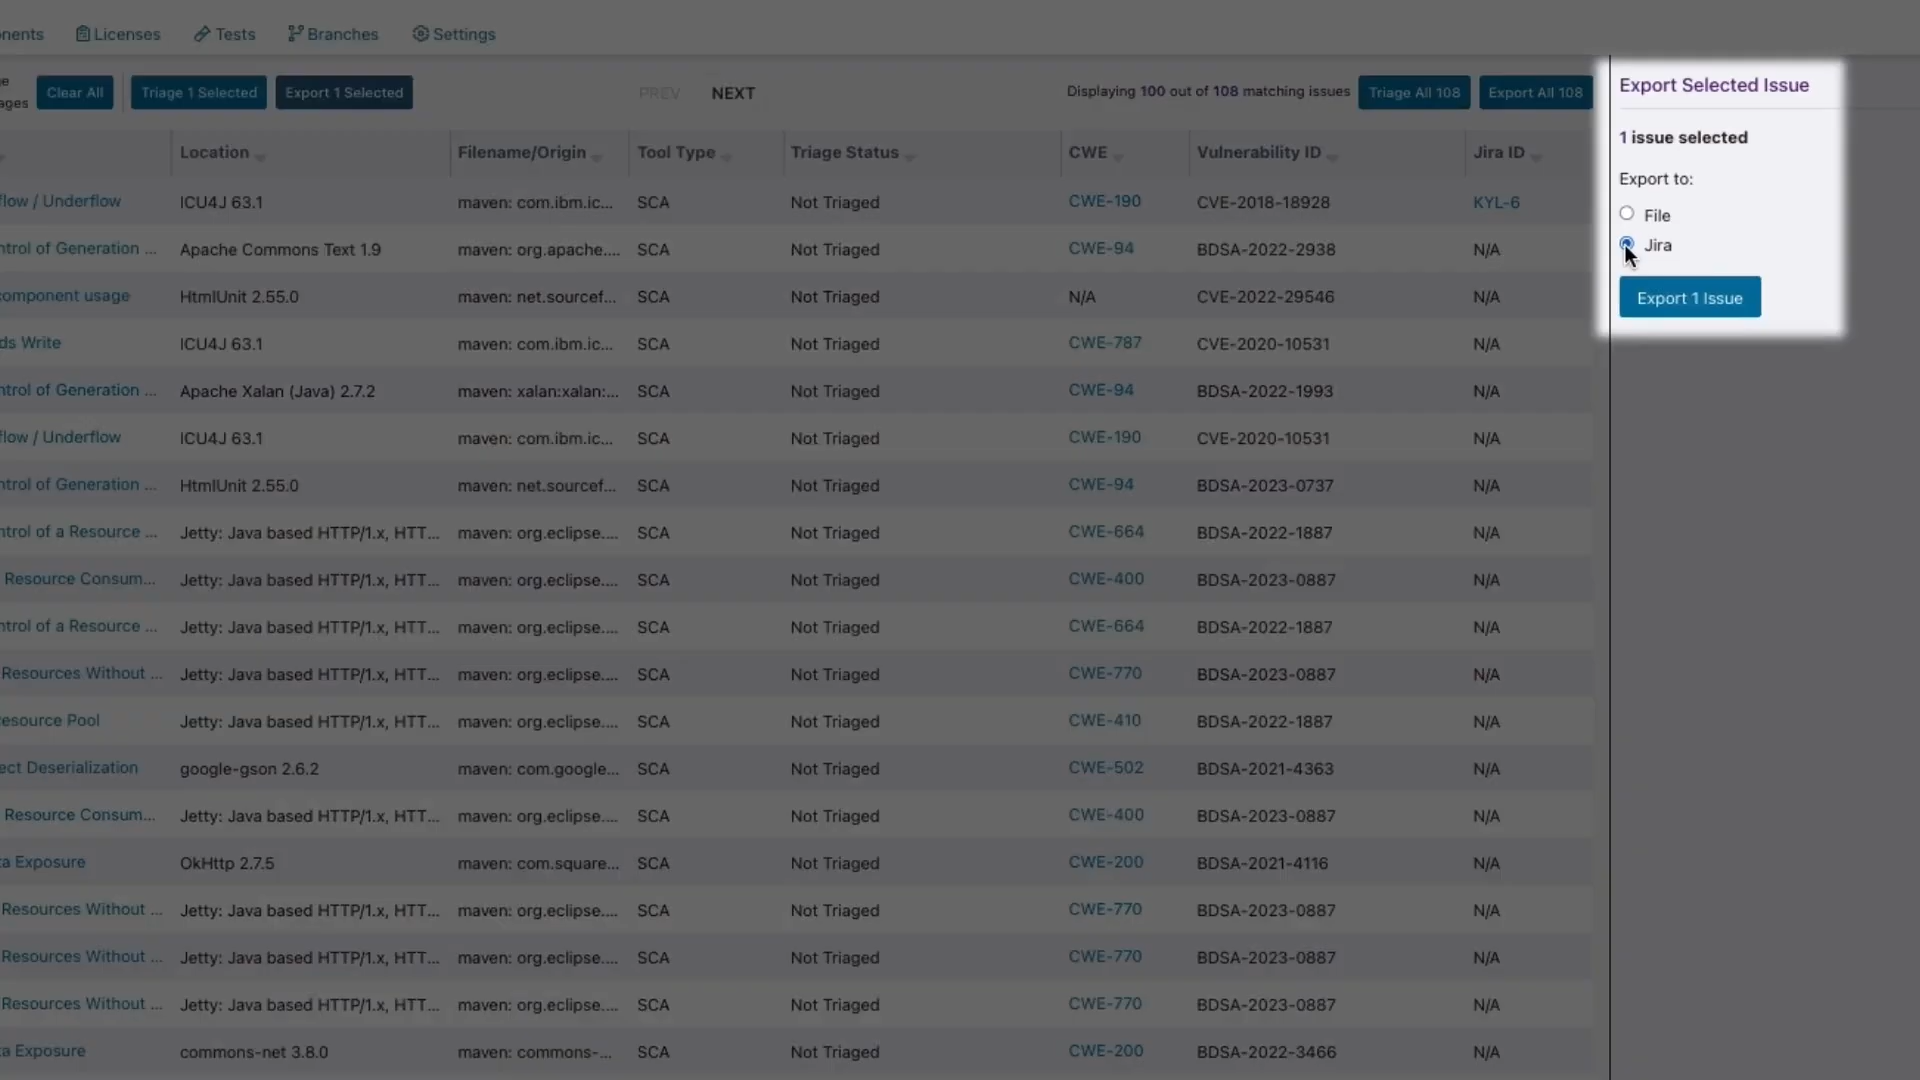 nents Licenses Tests Branches Settings
e
ages Clear All Triage 1 Selected Export 1 Selected PREV NEXT Displaying 100 out of 108 matching issues Triage All 108 Export All 108
Location Filename/Origin Tool Type Triage Status CWE Vulnerability ID Jira ID
flow / Underflow ICU4J 63.1 maven: com.ibm.ic... SCA Not Triaged CWE-190 CVE-2018-18928 KYL-6
ntrol of Generation ... Apache Commons Text 1.9 maven: org.apache.... SCA Not Triaged CWE-94 BDSA-2022-2938 N/A
component usage HtmlUnit 2.55.0 maven: net.sourcef... SCA Not Triaged N/A CVE-2022-29546 N/A
ds Write ICU4J 63.1 maven: com.ibm.ic... SCA Not Triaged CWE-787 CVE-2020-10531 N/A
ntrol of Generation ... Apache Xalan (Java) 2.7.2 maven: xalan:xalan:... SCA Not Triaged CWE-94 BDSA-2022-1993 N/A
flow / Underflow ICU4J 63.1 maven: com.ibm.ic... SCA Not Triaged CWE-190 CVE-2020-10531 N/A
ntrol of Generation ... HtmlUnit 2.55.0 maven: net.sourcef... SCA Not Triaged CWE-94 BDSA-2023-0737 N/A
ntrol of a Resource ... Jetty: Java based HTTP/1.x, HTT... maven: org.eclipse.... SCA Not Triaged CWE-664 BDSA-2022-1887 N/A
Resource Consum... Jetty: Java based HTTP/1.x, HTT... maven: org.eclipse.... SCA Not Triaged CWE-400 BDSA-2023-0887 N/A
ntrol of a Resource ... Jetty: Java based HTTP/1.x, HTT... maven: org.eclipse.... SCA Not Triaged CWE-664 BDSA-2022-1887 N/A
Resources Without ... Jetty: Java based HTTP/1.x, HTT... maven: org.eclipse.... SCA Not Triaged CWE-770 BDSA-2023-0887 N/A
esource Pool Jetty: Java based HTTP/1.x, HTT... maven: org.eclipse.... SCA Not Triaged CWE-410 BDSA-2022-1887 N/A
ect Deserialization google-gson 2.6.2 maven: com.google... SCA Not Triaged CWE-502 BDSA-2021-4363 N/A
Resource Consum... Jetty: Java based HTTP/1.x, HTT... maven: org.eclipse.... SCA Not Triaged CWE-400 BDSA-2023-0887 N/A
ta Exposure OkHttp 2.7.5 maven: com.square... SCA Not Triaged CWE-200 BDSA-2021-4116 N/A
Resources Without ... Jetty: Java based HTTP/1.x, HTT... maven: org.eclipse.... SCA Not Triaged CWE-770 BDSA-2023-0887 N/A
Resources Without ... Jetty: Java based HTTP/1.x, HTT... maven: org.eclipse.... SCA Not Triaged CWE-770 BDSA-2023-0887 N/A
Resources Without ... Jetty: Java based HTTP/1.x, HTT... maven: org.eclipse.... SCA Not Triaged CWE-770 BDSA-2023-0887 N/A
ta Exposure commons-net 3.8.0 maven: commons-... SCA Not Triaged CWE-200 BDSA-2022-3466 N/A
Export Selected Issue
1 issue selected
Export to:
File
Jira
Export 1 Issue